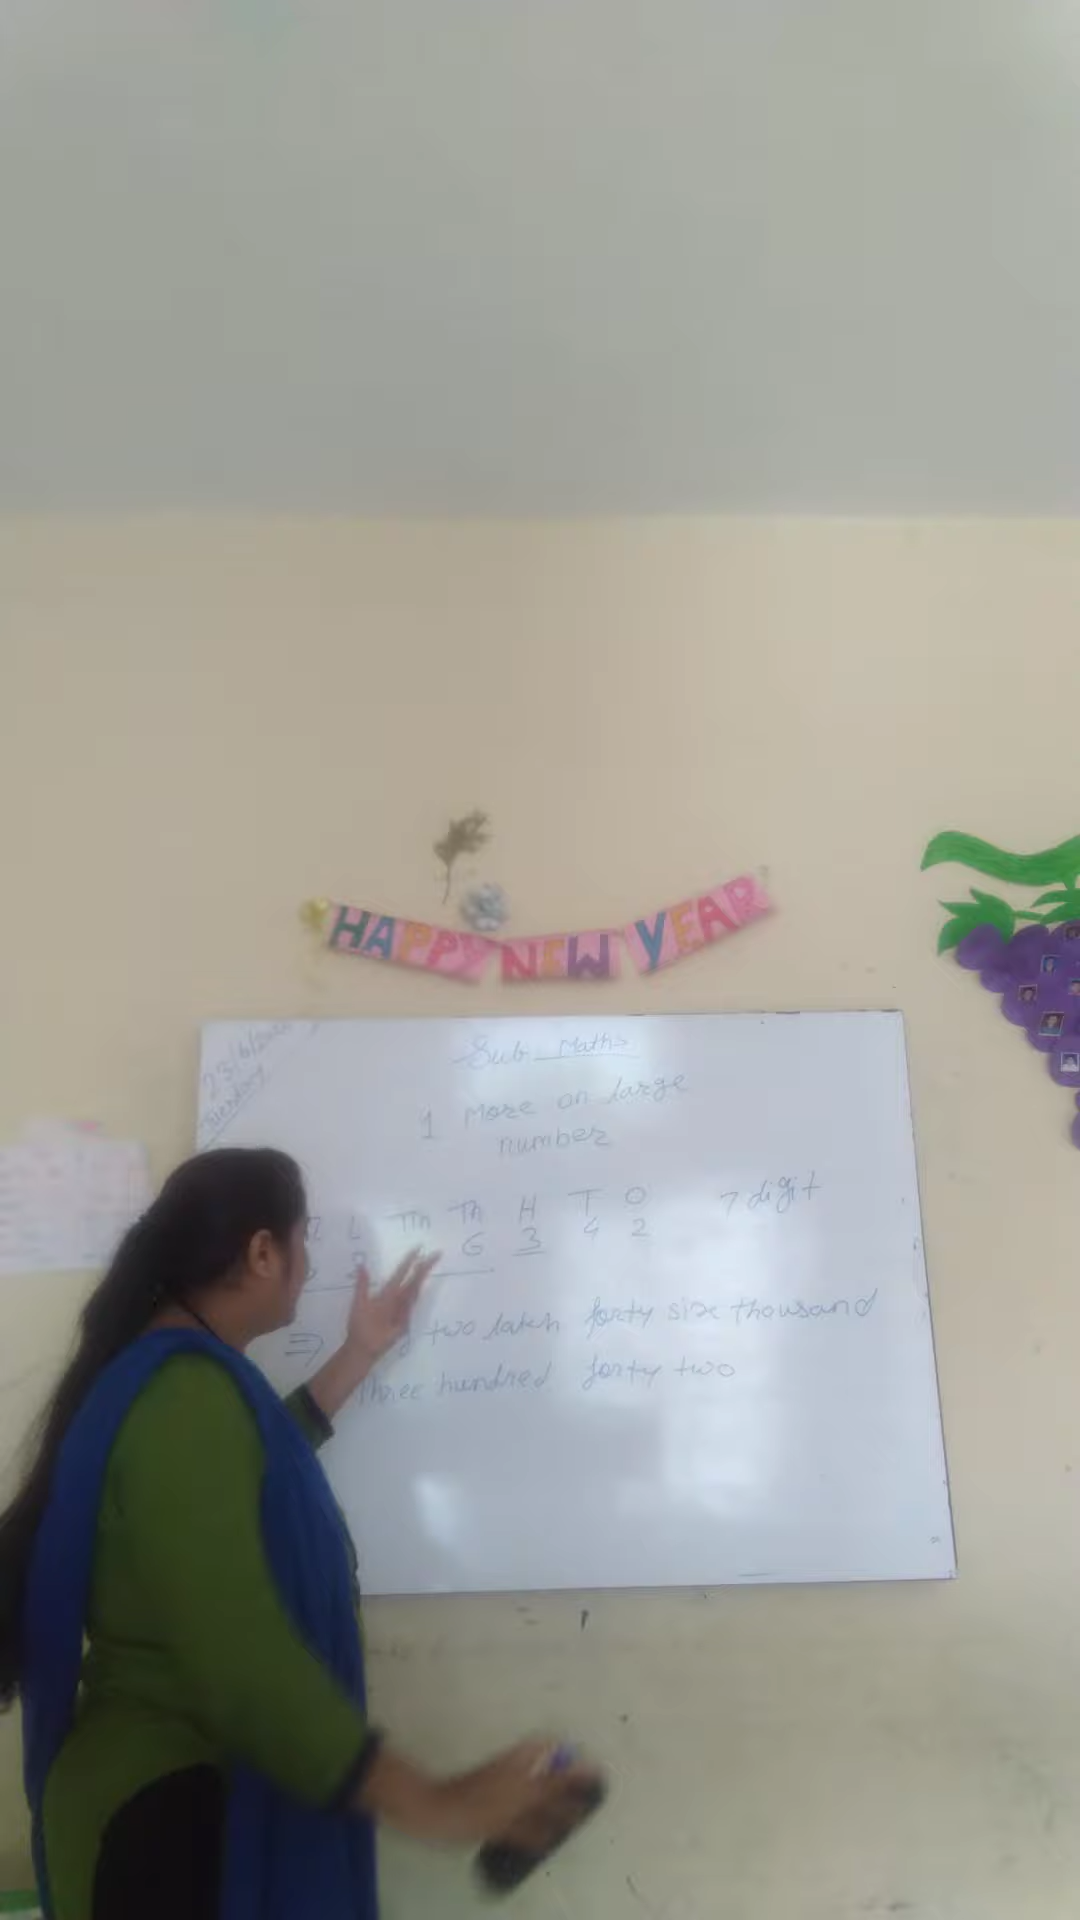 HAPPY NEW YEAR
Sub Maths
1 More on large
number
L TTh Th H T O 7 digit
6 3 4 2
⇒ two lakh forty size thousand
three hundred forty two